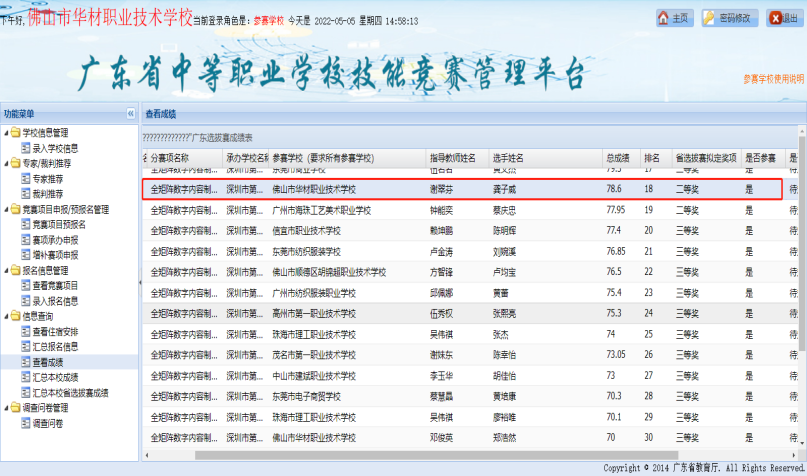 下午好,佛山市华材职业技术学校当前登录角色是: 参赛学校 今天是 2022-05-05 星期四 14:58:13
主页 密码修改 退出
广东省中等职业学校技能竞赛管理平台
参赛学校使用说明
功能菜单
学校信息管理
录入学校信息
专家/裁判推荐
专家推荐
裁判推荐
竞赛项目申报/预报名管理
竞赛项目预报名
赛项承办申报
增补赛项申报
报名信息管理
查看竞赛项目
录入报名信息
信息查询
查看住宿安排
汇总报名信息
查看成绩
汇总本校成绩
汇总本校省选拔赛成绩
调查问卷管理
调查问卷
查看成绩
?????????????"广东选拔赛成绩表
名 分赛项名称 承办学校名称 参赛学校 (要求所有参赛学校) 指导教师姓名 选手姓名 总成绩 排名 省选拔赛拟定奖项 是否参赛 是
全矩阵数字内容制... 深圳市第... 佛山市华材职业技术学校 谢翠芬 龚子威 78.6 18 二等奖 是 待
全矩阵数字内容制... 深圳市第... 广州市海珠工艺美术职业学校 钟能奕 蔡庆忠 77.95 19 二等奖 是 待
全矩阵数字内容制... 深圳市第... 信宜市职业技术学校 赖坤鹏 陈明辉 77.4 20 三等奖 是 待
全矩阵数字内容制... 深圳市第... 东莞市纺织服装学校 卢金涛 刘婉溪 76.85 21 三等奖 是 待
全矩阵数字内容制... 深圳市第... 佛山市顺德区胡锦超职业技术学校 方智锋 卢均宝 76.5 22 三等奖 是 待
全矩阵数字内容制... 深圳市第... 广州市纺织服装职业学校 邱佩娜 黄蕾 75.4 23 三等奖 是 待
全矩阵数字内容制... 深圳市第... 高州市第一职业技术学校 伍秀权 张熙亮 75.3 24 三等奖 是 待
全矩阵数字内容制... 深圳市第... 珠海市理工职业技术学校 吴伟祺 张杰 74 25 三等奖 是 待
全矩阵数字内容制... 深圳市第... 茂名市第一职业技术学校 谢妹东 陈幸怡 73.05 26 三等奖 是 待
全矩阵数字内容制... 深圳市第... 中山市建斌职业技术学校 李玉华 胡佳怡 73 27 三等奖 是 待
全矩阵数字内容制... 深圳市第... 东莞市电子商贸学校 蔡慧晶 黄培康 70.3 28 三等奖 是 待
全矩阵数字内容制... 深圳市第... 珠海市理工职业技术学校 吴伟祺 廖裕唯 70.1 29 三等奖 是 待
全矩阵数字内容制... 深圳市第... 佛山市华材职业技术学校 邓俊英 郑浩然 70 30 三等奖 是 待
Copyright © 2014 广东省教育厅. All Rights Reserved.